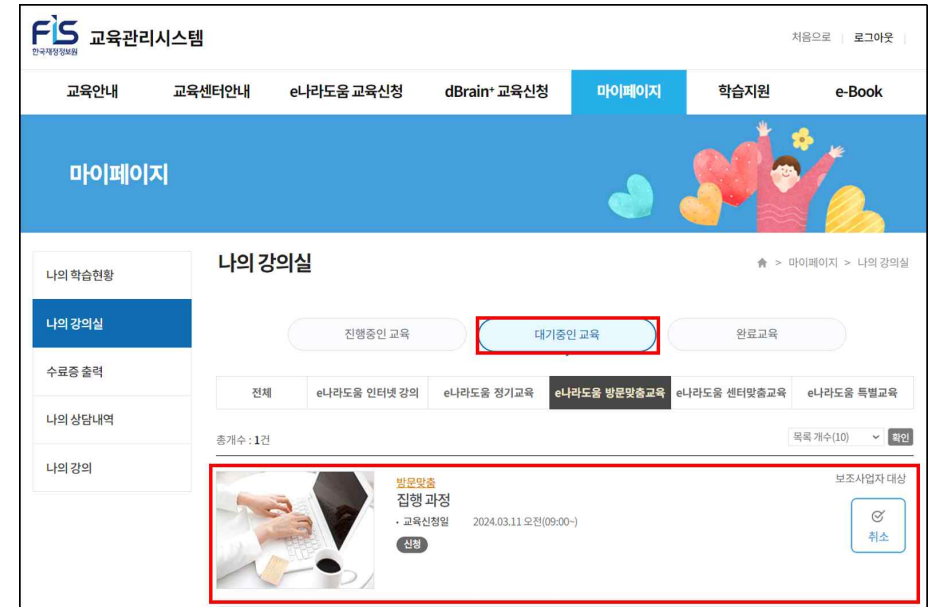 FIS 교육관리시스템
한국재정정보원
처음으로 | 로그아웃 |
교육안내 교육센터안내 e나라도움 교육신청 dBrain+ 교육신청 마이페이지 학습지원 e-Book
마이페이지
나의 학습현황
나의 강의실
수료증 출력
나의 상담내역
나의 강의
나의 강의실
> 마이페이지 > 나의 강의실
진행중인 교육 대기중인 교육 완료교육
전체 e나라도움 인터넷 강의 e나라도움 정기교육 e나라도움 방문맞춤교육 e나라도움 센터맞춤교육 e나라도움 특별교육
총개수 : 1건
목록 개수(10) 확인
방문맞춤
집행 과정
· 교육신청일 2024.03.11 오전(09:00~)
신청
보조사업자 대상
취소